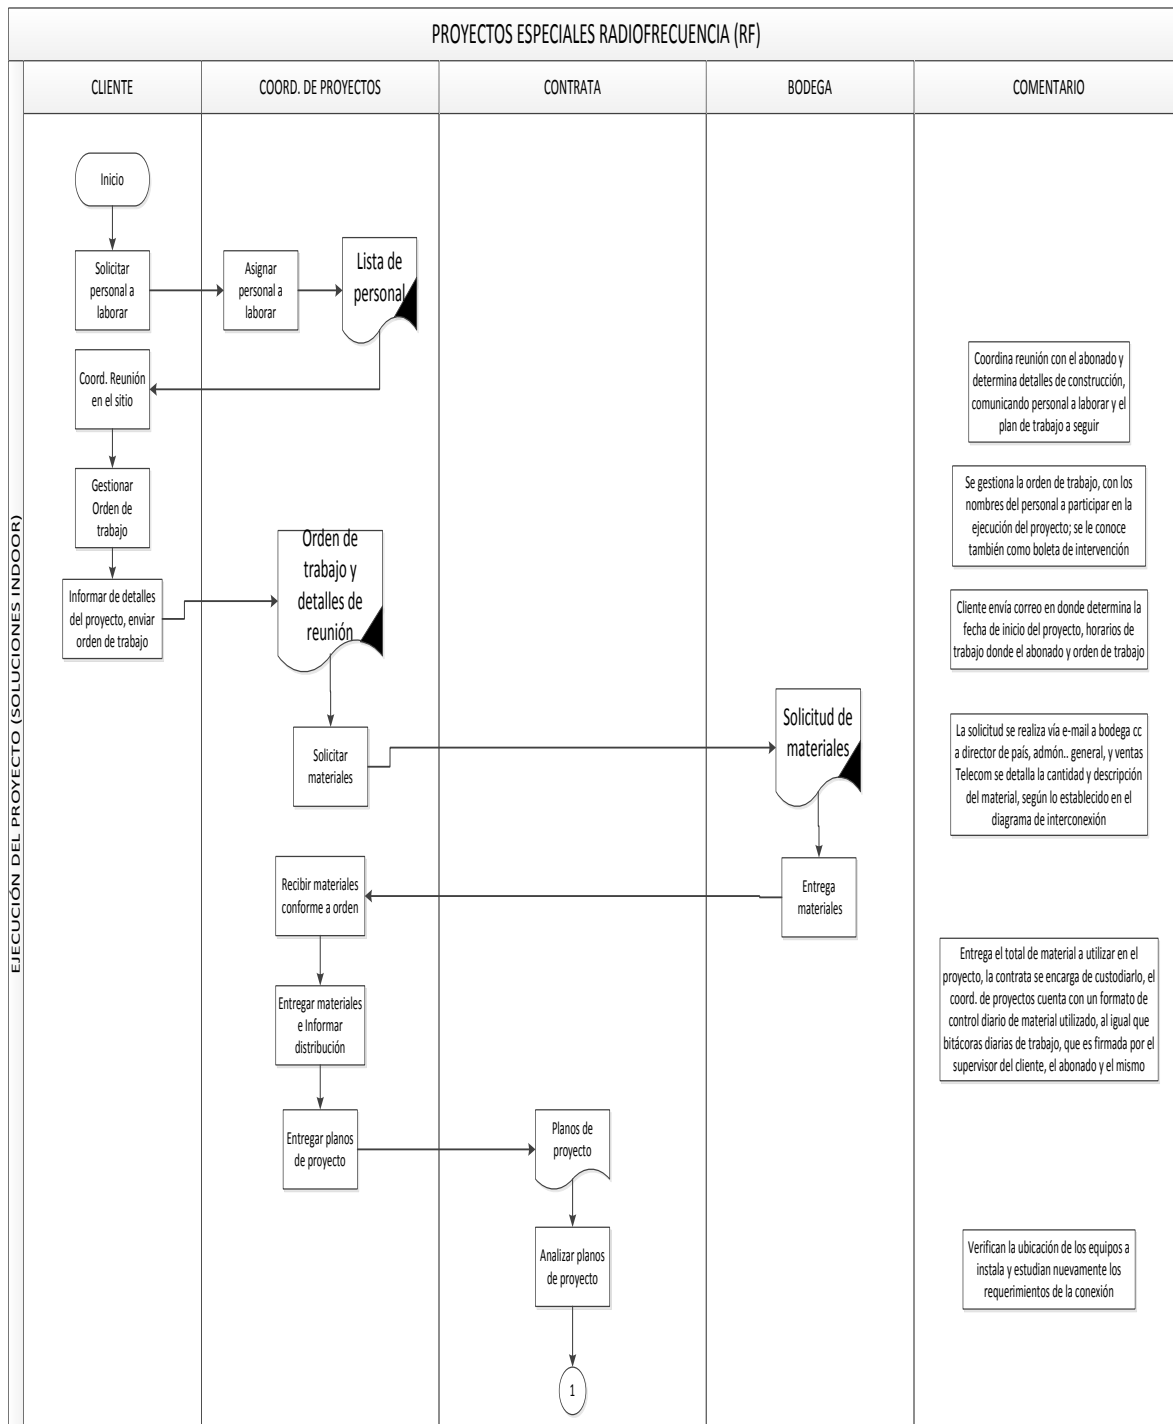 PROYECTOS ESPECIALES RADIOFRECUENCIA (RF)
CLIENTE
COORD. DE PROYECTOS
CONTRATA
BODEGA
COMENTARIO
EJECUCIÓN DEL PROYECTO (SOLUCIONES INDOOR)
Inicio
Solicitar
personal a
laborar
Asignar
personal a
laborar
Lista de
personal
Coord. Reunión
en el sitio
Coordina reunión con el abonado y
determina detalles de construcción,
comunicando personal a laborar y el
plan de trabajo a seguir
Gestionar
Orden de
trabajo
Se gestiona la orden de trabajo, con los
nombres del personal a participar en la
ejecución del proyecto; se le conoce
también como boleta de intervención
Informar de detalles
del proyecto, enviar
orden de trabajo
Orden de
trabajo y
detalles de
reunión
Cliente envía correo en donde determina la
fecha de inicio del proyecto, horarios de
trabajo donde el abonado y orden de trabajo
Solicitar
materiales
Solicitud de
materiales
La solicitud se realiza vía e-mail a bodega cc
a director de país, admón.. general, y ventas
Telecom se detalla la cantidad y descripción
del material, según lo establecido en el
diagrama de interconexión
Entrega
materiales
Recibir materiales
conforme a orden
Entregar materiales
e Informar
distribución
Entrega el total de material a utilizar en el
proyecto, la contrata se encarga de custodiarlo, el
coord. de proyectos cuenta con un formato de
control diario de material utilizado, al igual que
bitácoras diarias de trabajo, que es firmada por el
supervisor del cliente, el abonado y el mismo
Entregar planos
de proyecto
Planos de
proyecto
Analizar planos
de proyecto
Verifican la ubicación de los equipos a
instala y estudian nuevamente los
requerimientos de la conexión
1